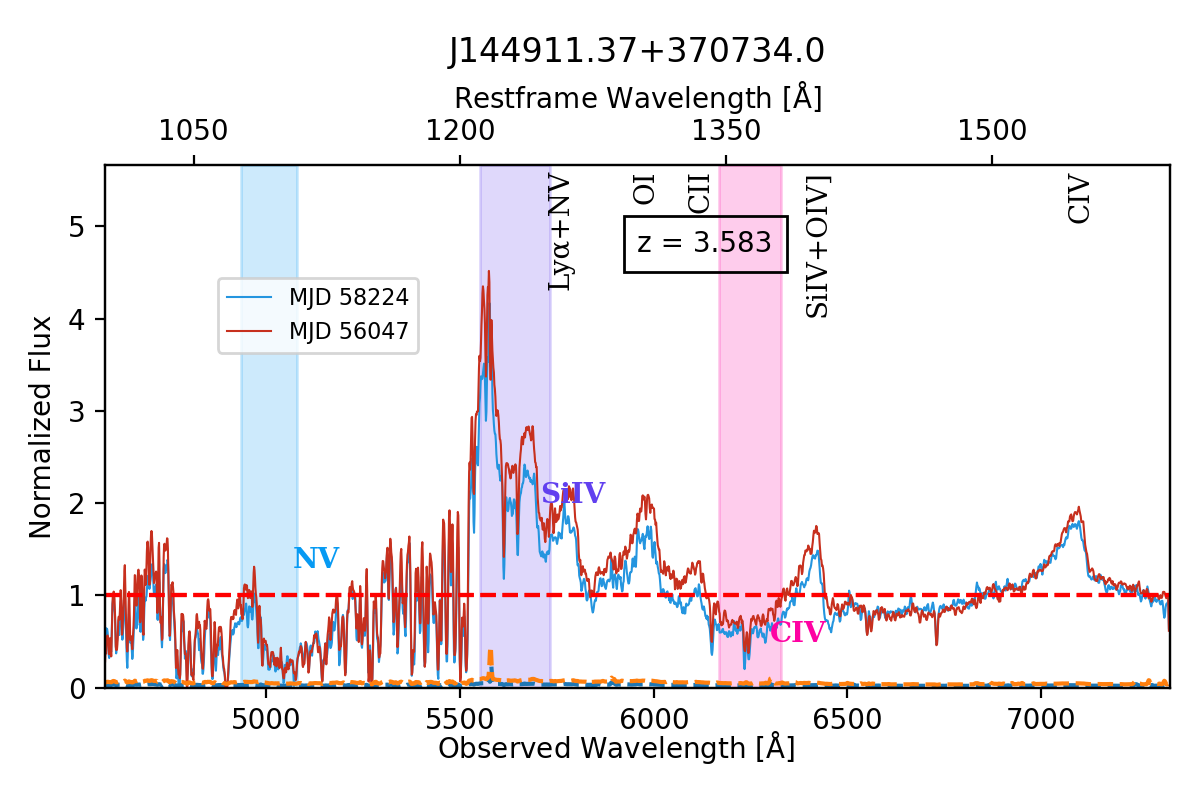 J144911.37+370734.0
Restframe Wavelength [Å]
1050 1200 1350 1500
Lyα+NV
OI
CII
SiIV+OIV]
CIV
z = 3.583
MJD 58224
MJD 56047
NV
SiIV
CIV
Normalized Flux
5
4
3
2
1
0
5000 5500 6000 6500 7000
Observed Wavelength [Å]